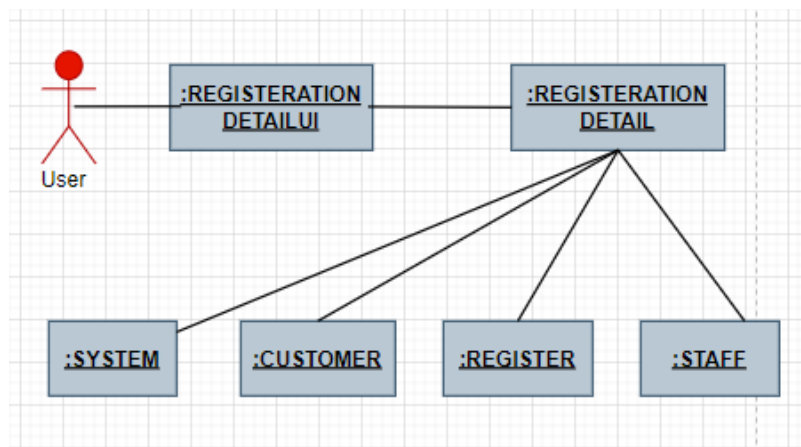 :REGISTERATION
DETAILUI
:REGISTERATION
DETAIL
User
:SYSTEM
:CUSTOMER
:REGISTER
:STAFF